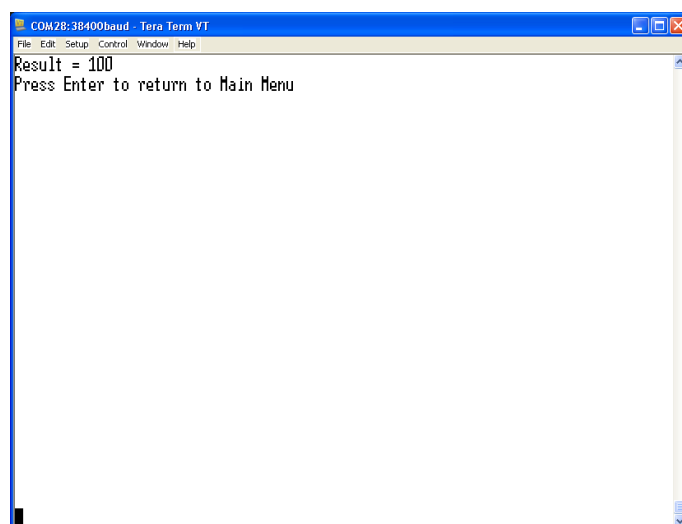 COM28:38400baud - Tera Term VT
File Edit Setup Control Window Help
Result = 100
Press Enter to return to Main Menu